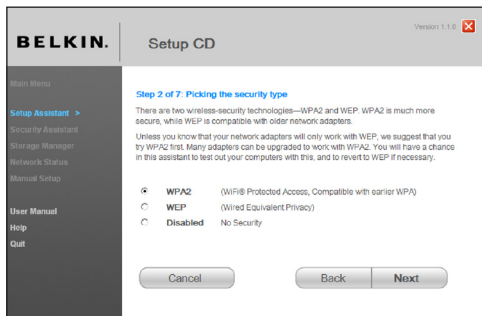 BELKIN.
Setup CD
Version 1.1.0
Main Menu
Setup Assistant >
Security Assistant
Storage Manager
Network Status
Manual Setup
User Manual
Help
Quit
Step 2 of 7: Picking the security type
There are two wireless-security technologies—WPA2 and WEP. WPA2 is much more
secure, while WEP is compatible with older network adapters.
Unless you know that your network adapters will only work with WEP, we suggest that you
try WPA2 first. Many adapters can be upgraded to work with WPA2. You will have a chance
in this assistant to test out your computers with this, and to revert to WEP if necessary.
WPA2 (WiFi® Protected Access, Compatible with earlier WPA)
WEP (Wired Equivalent Privacy)
Disabled No Security
Cancel Back Next